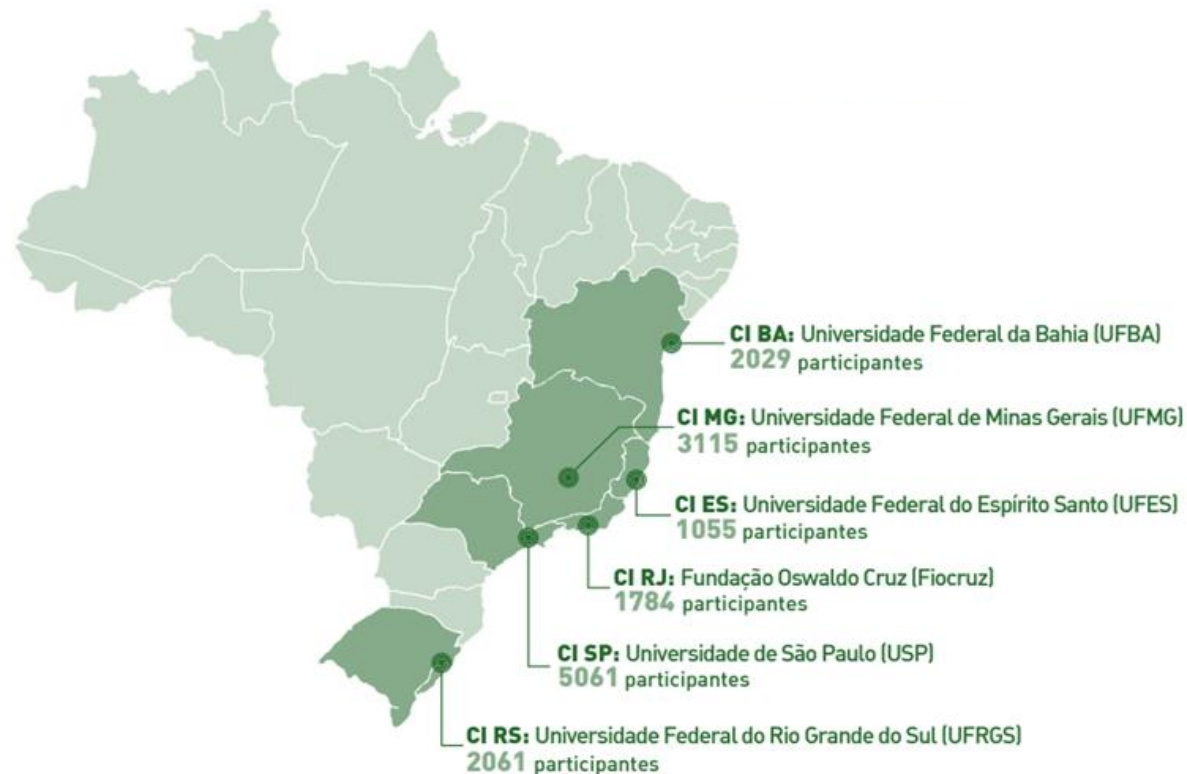 CI BA: Universidade Federal da Bahia (UFBA)
2029 participantes
CI MG: Universidade Federal de Minas Gerais (UFMG)
3115 participantes
CI ES: Universidade Federal do Espírito Santo (UFES)
1055 participantes
CI RJ: Fundação Oswaldo Cruz (Fiocruz)
1784 participantes
CI SP: Universidade de São Paulo (USP)
5061 participantes
CI RS: Universidade Federal do Rio Grande do Sul (UFRGS)
2061 participantes